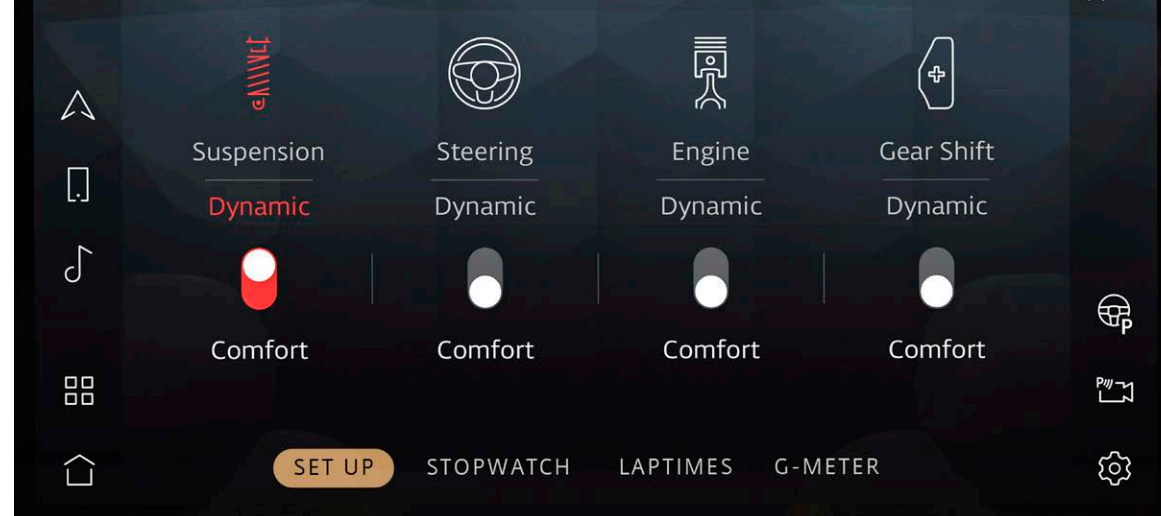 Suspension Steering Engine Gear Shift
Dynamic Dynamic Dynamic Dynamic
Comfort Comfort Comfort Comfort
P
P
SET UP STOPWATCH LAPTIMES G-METER